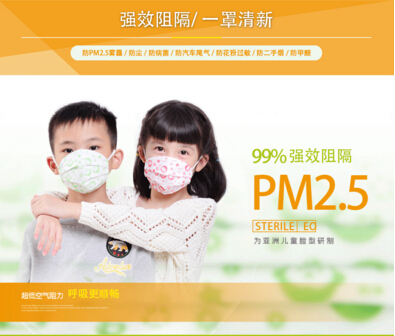 强效阻隔/一罩清新
防PM2.5雾霾/防尘/防病菌/防汽车尾气/防花粉过敏/防二手烟/防甲醛
99%强效阻隔
PM2.5
STERILE EO
为亚洲儿童脸型研制
超低空气阻力 呼吸更顺畅